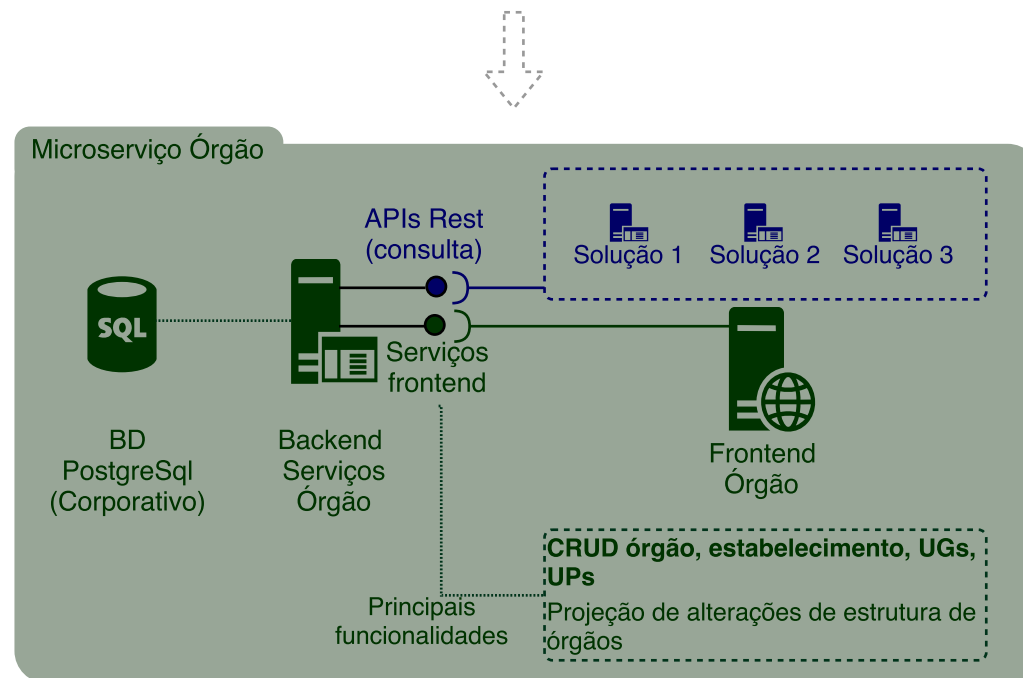 Microserviço Órgão
APIs Rest
(consulta)
Solução 1
Solução 2
Solução 3
SQL
Serviços
frontend
BD
PostgreSql
(Corporativo)
Backend
Serviços
Órgão
Frontend
Órgão
Principais
funcionalidades
CRUD órgão, estabelecimento, UGs,
UPs
Projeção de alterações de estrutura de
órgãos